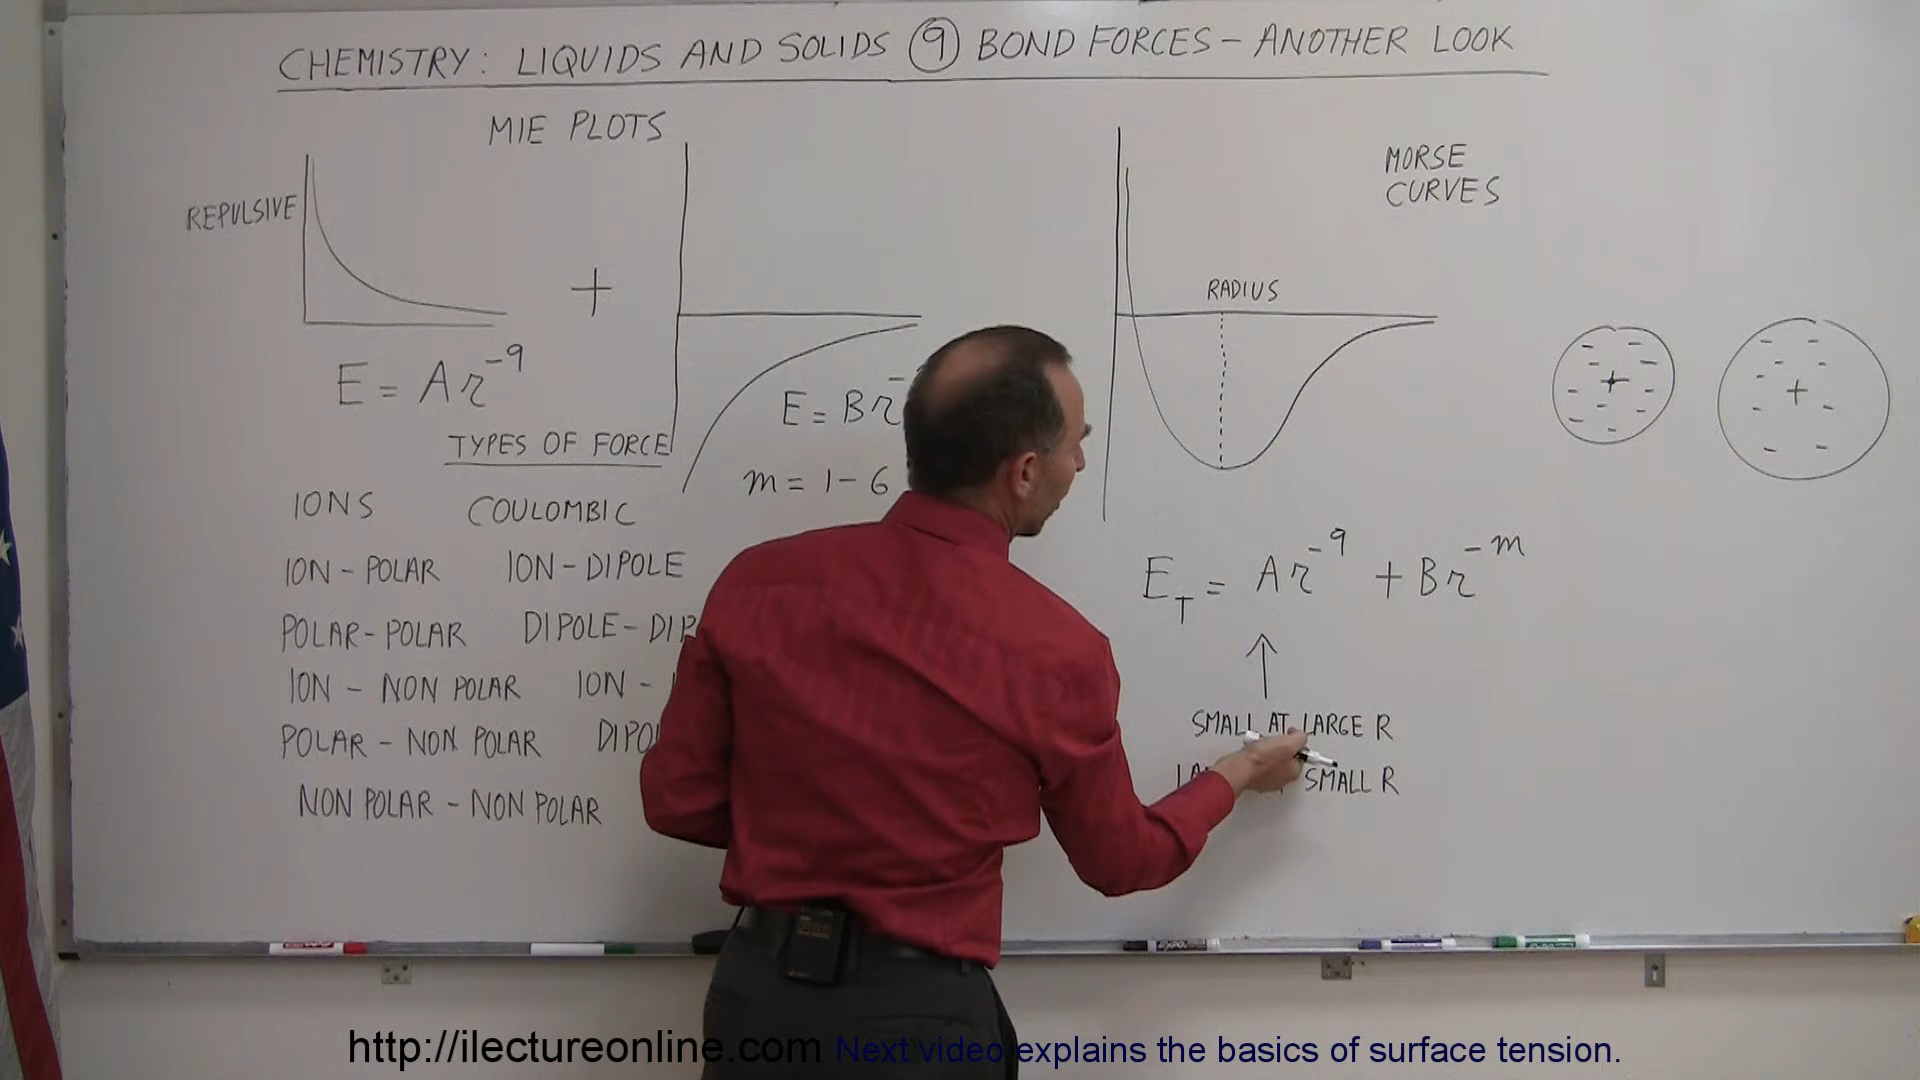 CHEMISTRY: LIQUIDS AND SOLIDS 9 BOND FORCES - ANOTHER LOOK
MIE PLOTS
REPULSIVE
+
E = Ar⁻⁹
E = Br⁻
m = 1 - 6
TYPES OF FORCE
IONS COULOMBIC
ION - POLAR ION - DIPOLE
POLAR - POLAR DIPOLE -
ION - NON POLAR ION -
POLAR - NON POLAR
NON POLAR - NON POLAR
MORSE
CURVES
RADIUS
E_T = Ar⁻⁹ + Br⁻ᵐ
SMALL AT LARGE R
SMALL R
http://ilectureonline.com Next video explains the basics of surface tension.